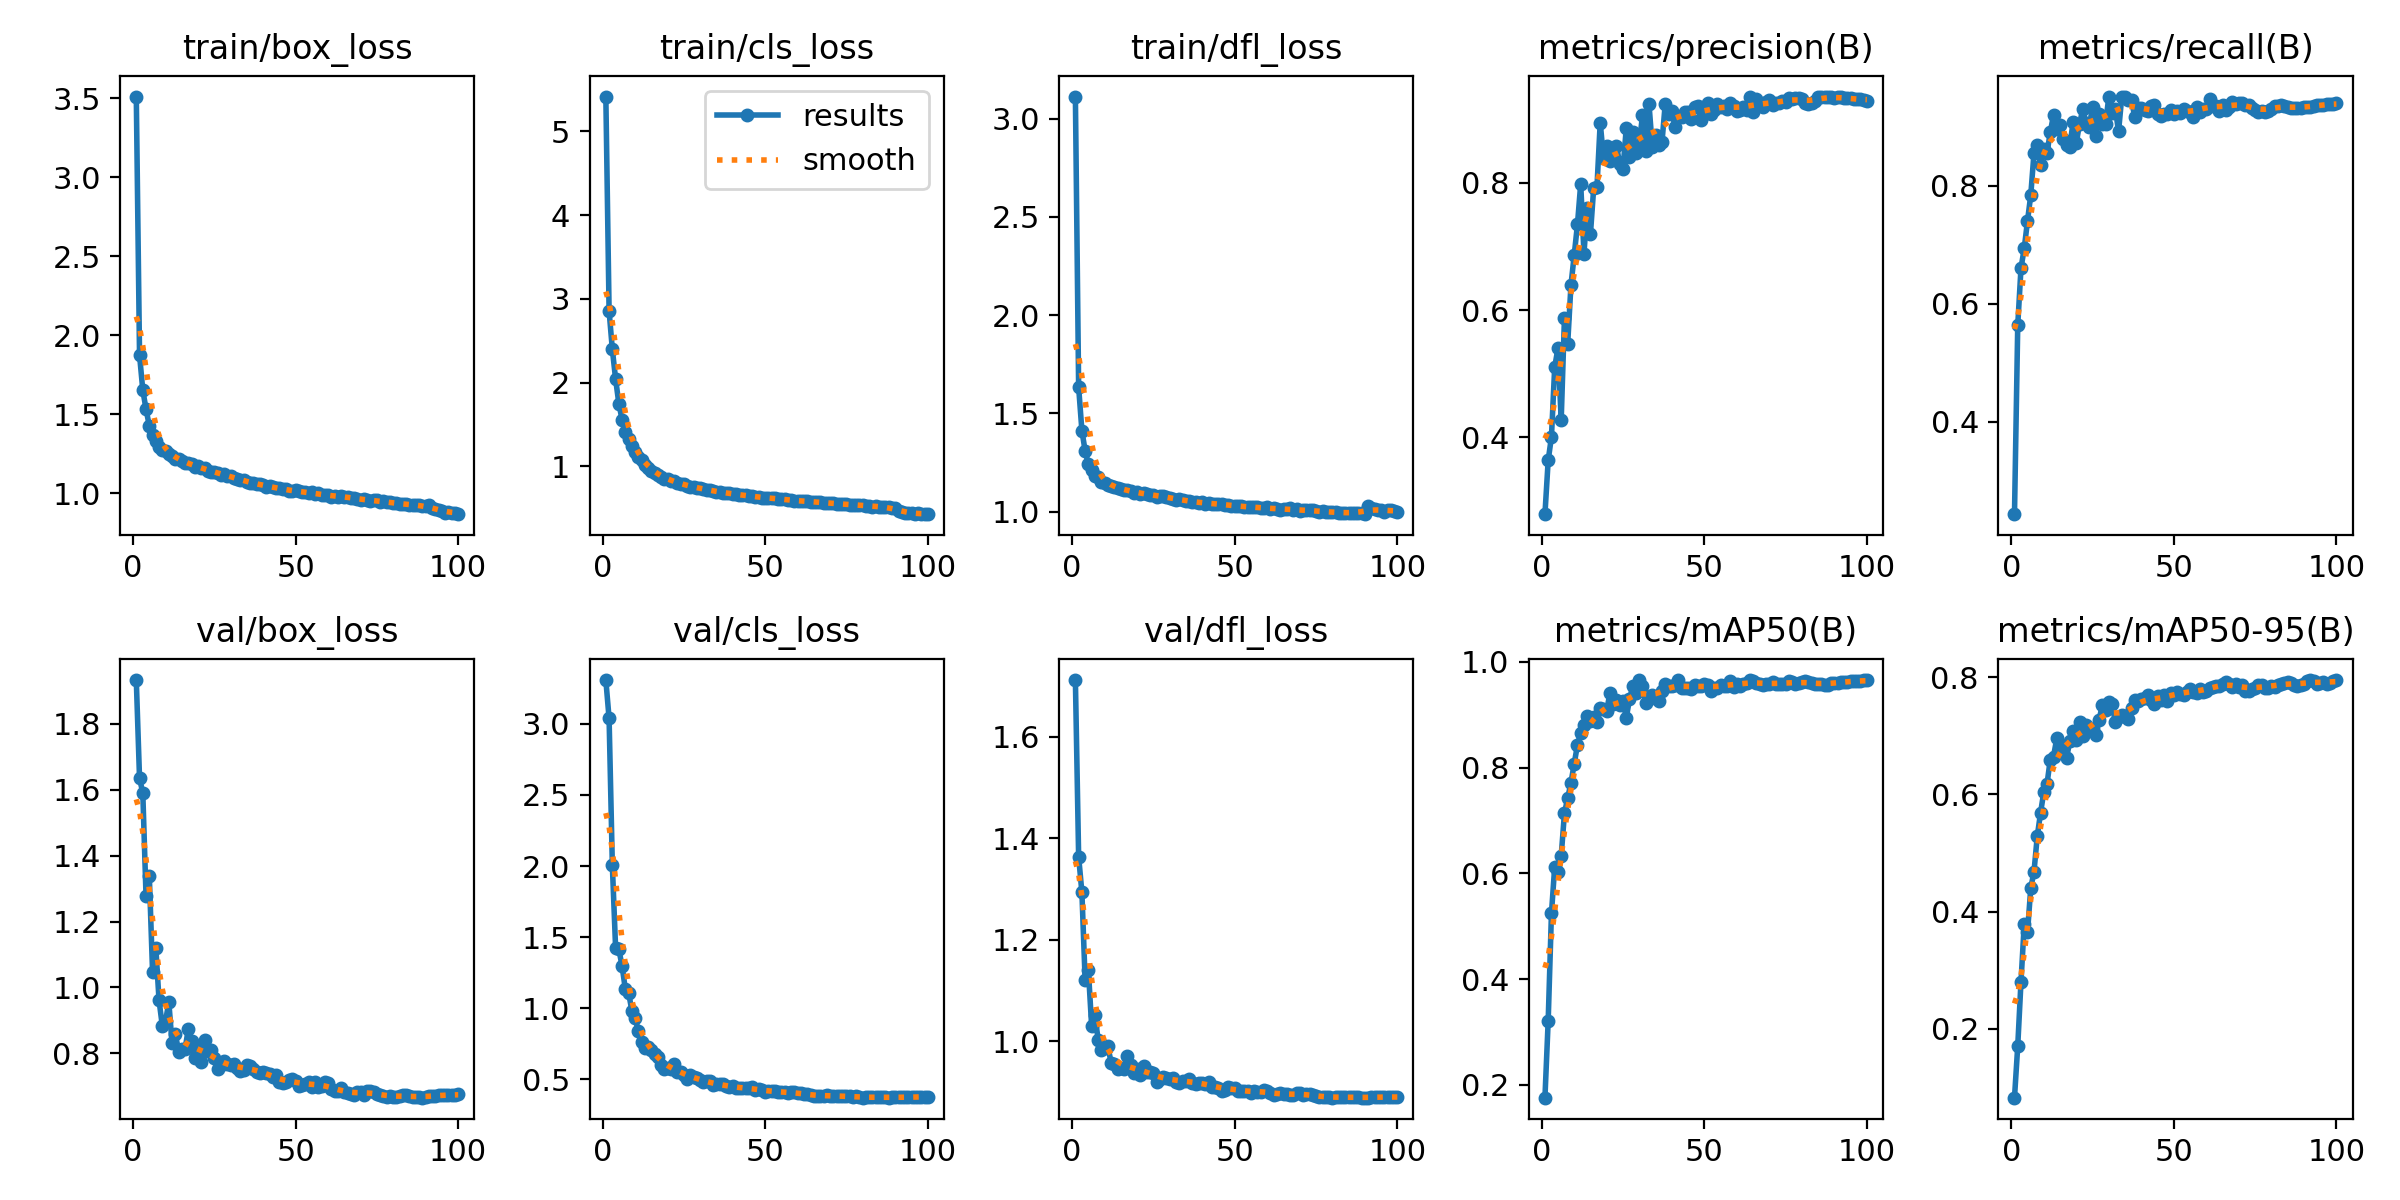 train/box_loss
3.5
3.0
2.5
2.0
1.5
1.0
0 50 100
train/cls_loss
results
smooth
5
4
3
2
1
0 50 100
train/dfl_loss
3.0
2.5
2.0
1.5
1.0
0 50 100
metrics/precision(B)
0.8
0.6
0.4
0 50 100
metrics/recall(B)
0.8
0.6
0.4
0 50 100
val/box_loss
1.8
1.6
1.4
1.2
1.0
0.8
0 50 100
val/cls_loss
3.0
2.5
2.0
1.5
1.0
0.5
0 50 100
val/dfl_loss
1.6
1.4
1.2
1.0
0 50 100
metrics/mAP50(B)
1.0
0.8
0.6
0.4
0.2
0 50 100
metrics/mAP50-95(B)
0.8
0.6
0.4
0.2
0 50 100